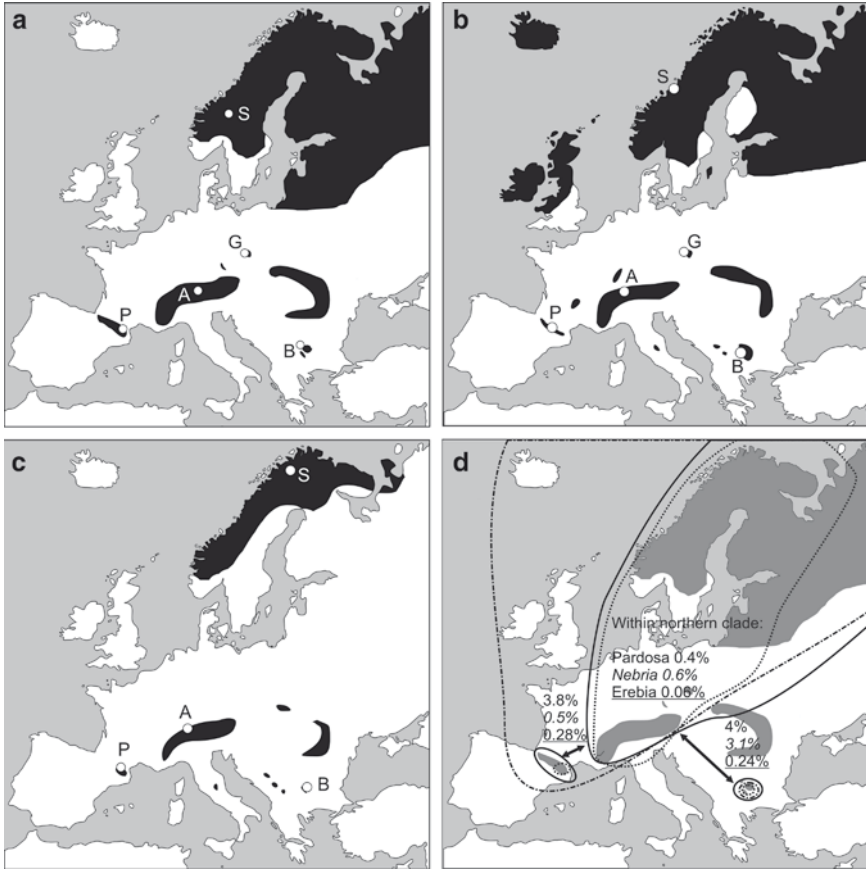 a
S
G
A
P
B
b
S
G
A
P
B
c
S
A
P
B
d
Within northern clade:
Pardosa 0.4%
Nebria 0.6%
Erebia 0.06%
3.8%
0.5%
0.28%
4%
3.1%
0.24%